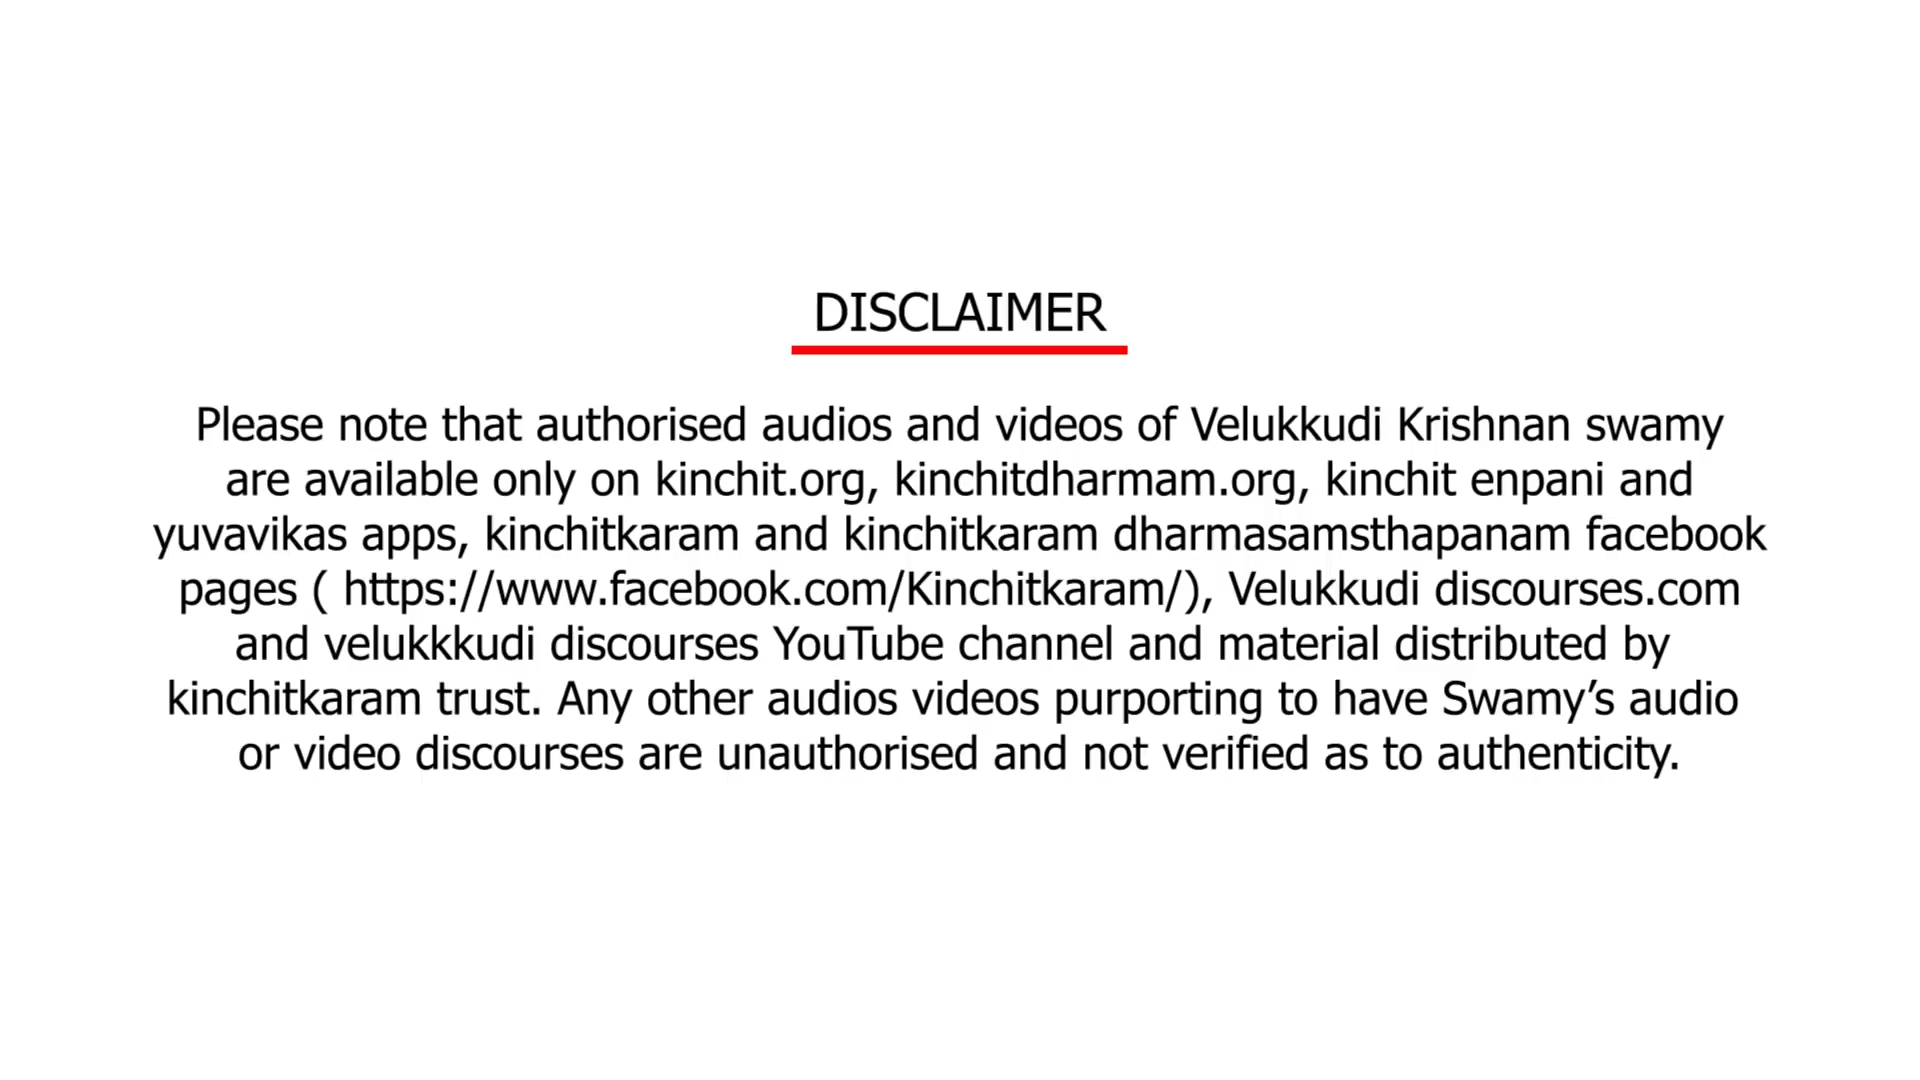 DISCLAIMER
Please note that authorised audios and videos of Velukkudi Krishnan swamy
are available only on kinchit.org, kinchitdharmam.org, kinchit enpani and
yuvavikas apps, kinchitkaram and kinchitkaram dharmasamsthapanam facebook
pages ( https://www.facebook.com/Kinchitkaram/), Velukkudi discourses.com
and velukkkudi discourses YouTube channel and material distributed by
kinchitkaram trust. Any other audios videos purporting to have Swamy’s audio
or video discourses are unauthorised and not verified as to authenticity.